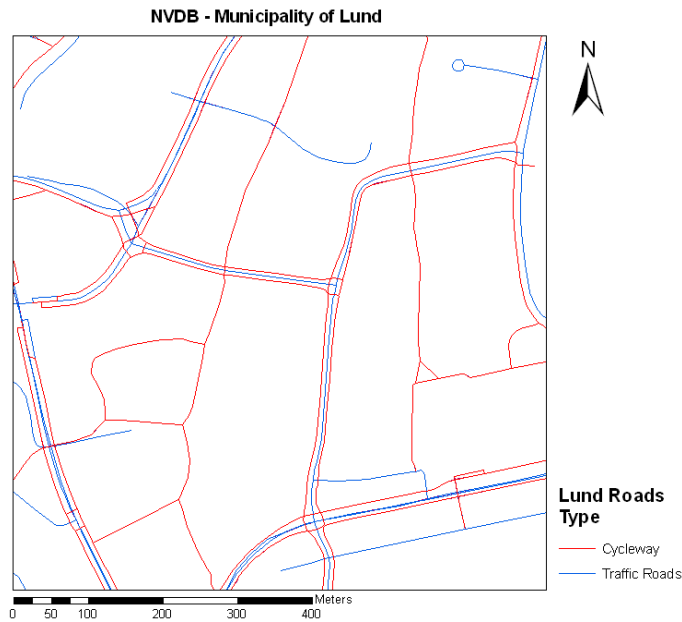 NVDB - Municipality of Lund
N
Lund Roads
Type
Cycleway
Traffic Roads
Meters
0 50 100 200 300 400